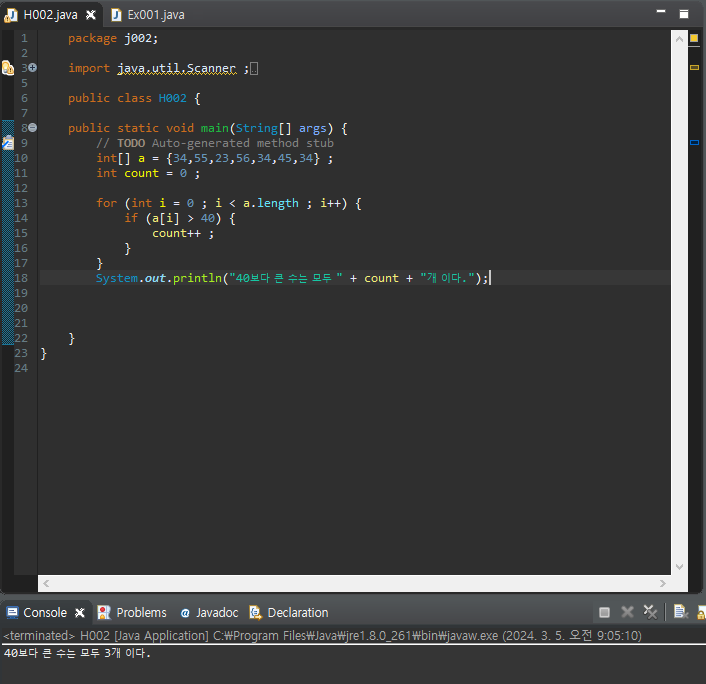 H002.java
Ex001.java
1 package j002;
2
3 import java.util.Scanner ;
5
6 public class H002 {
7
8 public static void main(String[] args) {
9 // TODO Auto-generated method stub
10 int[] a = {34,55,23,56,34,45,34} ;
11 int count = 0 ;
12
13 for (int i = 0 ; i < a.length ; i++) {
14 if (a[i] > 40) {
15 count++ ;
16 }
17 }
18 System.out.println("40보다 큰 수는 모두 " + count + "개 이다.");
19
20
21
22 }
23 }
24
Console Problems @ Javadoc Declaration
<terminated> H002 [Java Application] C:₩Program Files₩Java₩jre1.8.0_261₩bin₩javaw.exe (2024. 3. 5. 오전 9:05:10)
40보다 큰 수는 모두 3개 이다.